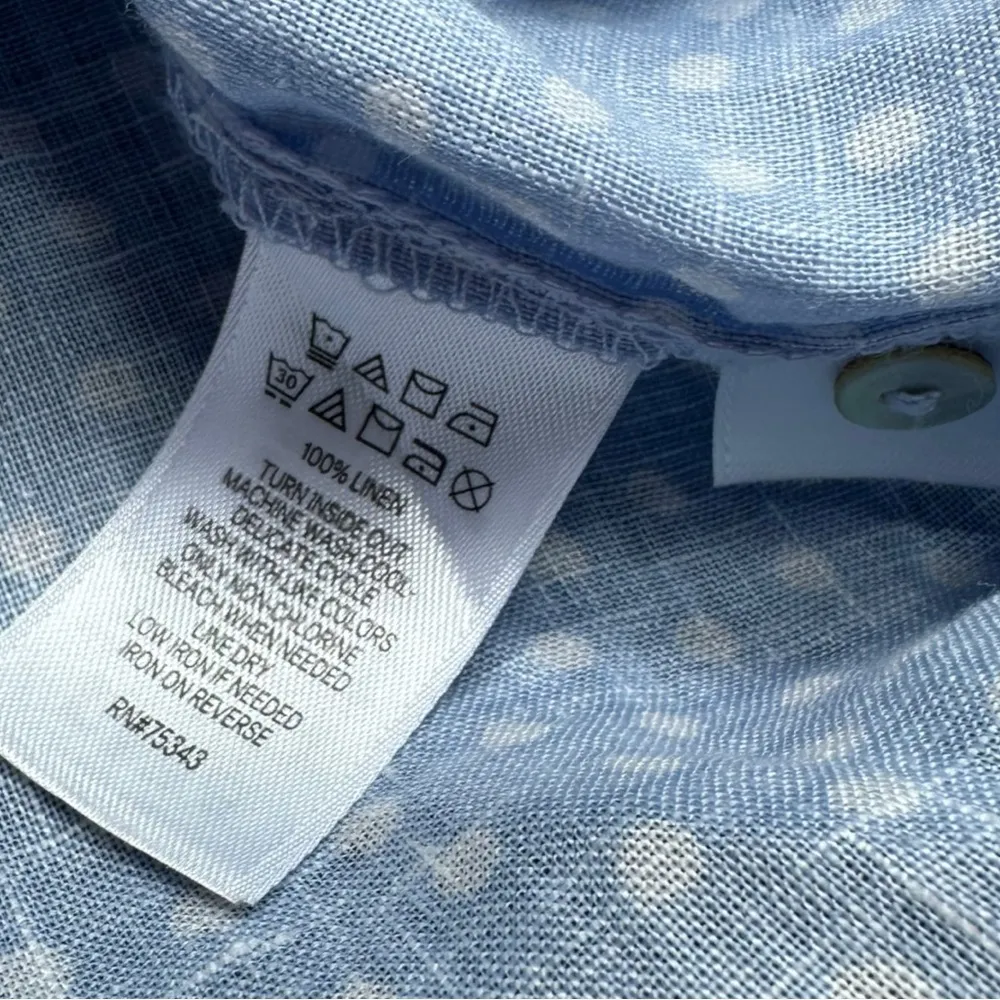 30
100% LINEN
TURN INSIDE OUT
MACHINE WASH COOL-
DELICATE CYCLE
WASH WITH LIKE COLORS
ONLY NON-CHLORINE
BLEACH WHEN NEEDED
LINE DRY
LOW IRON IF NEEDED
IRON ON REVERSE
RN#75343